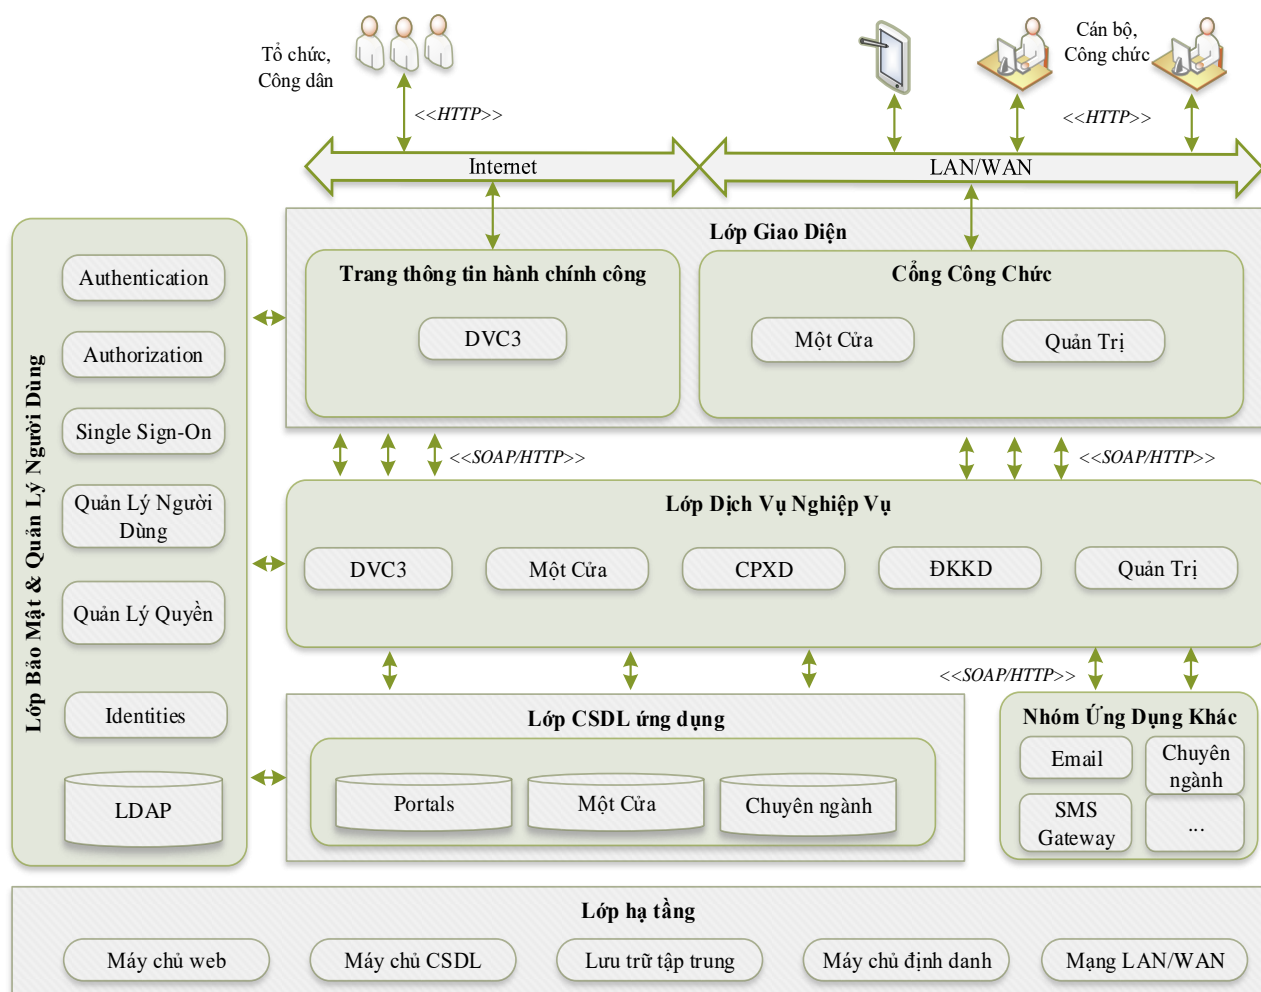 Tổ chức,
Công dân
Cán bộ,
Công chức
<<HTTP>>
<<HTTP>>
Internet
LAN/WAN
Lớp Giao Diện
Trang thông tin hành chính công
Cổng Công Chức
DVC3
Một Cửa
Quản Trị
<<SOAP/HTTP>>
<<SOAP/HTTP>>
Lớp Bảo Mật & Quản Lý Người Dùng
Authentication
Authorization
Single Sign-On
Quản Lý Người
Dùng
Quản Lý Quyền
Identities
LDAP
Lớp Dịch Vụ Nghiệp Vụ
DVC3
Một Cửa
CPXD
ĐKKD
Quản Trị
<<SOAP/HTTP>>
Lớp CSDL ứng dụng
Portals
Một Cửa
Chuyên ngành
Nhóm Ứng Dụng Khác
Email
Chuyên
ngành
SMS
Gateway
...
Lớp hạ tầng
Máy chủ web
Máy chủ CSDL
Lưu trữ tập trung
Máy chủ định danh
Mạng LAN/WAN